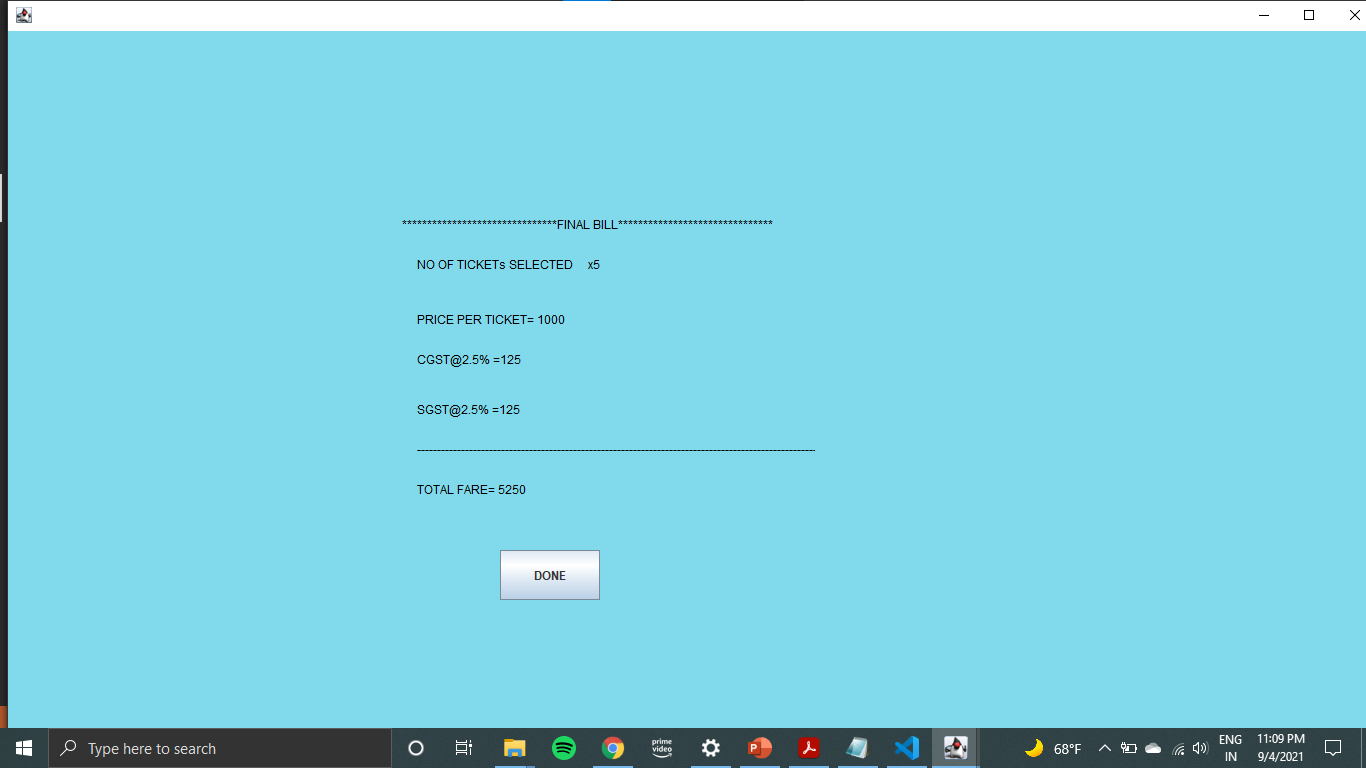 *******************************FINAL BILL*******************************
NO OF TICKETs SELECTED x5
PRICE PER TICKET= 1000
CGST@2.5% =125
SGST@2.5% =125
----------------------------------------------------------------------------------------------------
TOTAL FARE= 5250
DONE
Type here to search
prime video
68°F
ENG
IN
11:09 PM
9/4/2021